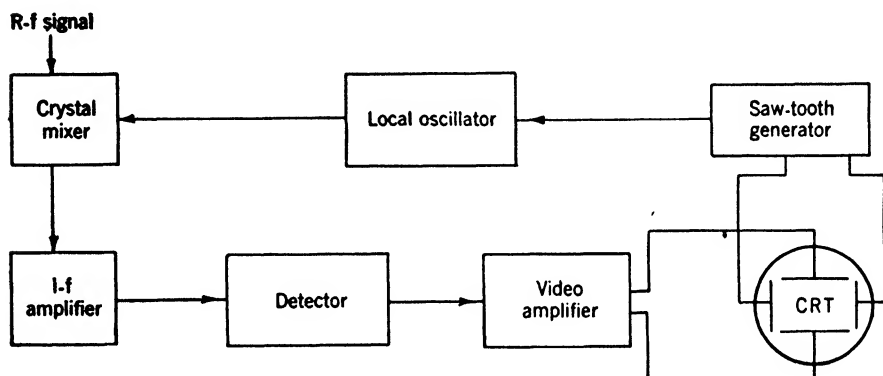 R-f signal
Crystal
mixer
Local oscillator
Saw-tooth
generator
I-f
amplifier
Detector
Video
amplifier
CRT